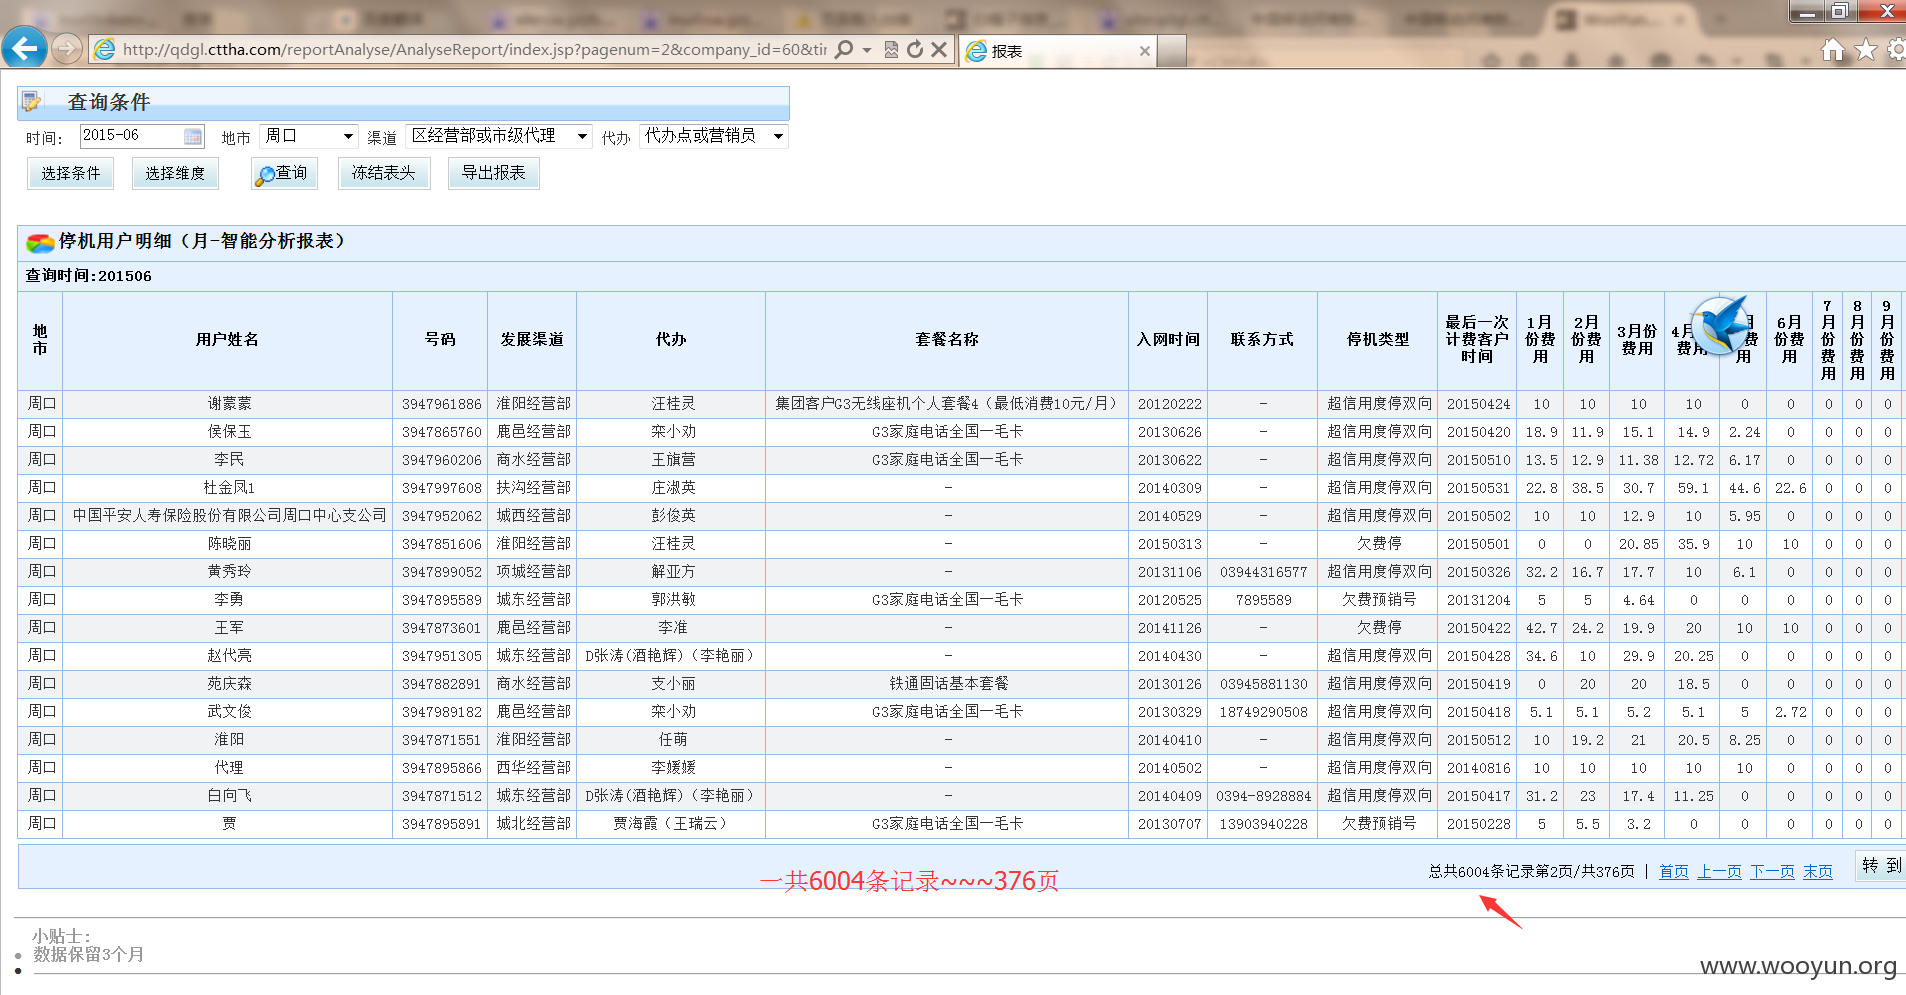 http://qdgl.cttha.com/reportAnalyse/AnalyseReport/index.jsp?pagenum=2&company_id=60&tir
报表
查询条件
时间： 2015-06 地市 周口 渠道 区经营部或市级代理 代办 代办点或营销员
选择条件 选择维度 查询 冻结表头 导出报表
停机用户明细（月-智能分析报表）
查询时间:201506
地市 用户姓名 号码 发展渠道 代办 套餐名称 入网时间 联系方式 停机类型 最后一次计费客户时间 1月份费用 2月份费用 3月份费用 4月 费用 月 费用 6月份费用 7月份费用 8月份费用 9月份费用
周口 谢蒙蒙 3947961886 淮阳经营部 汪桂灵 集团客户G3无线座机个人套餐4（最低消费10元/月） 20120222 - 超信用度停双向 20150424 10 10 10 10 0 0 0 0 0
周口 侯保玉 3947865760 鹿邑经营部 栾小劝 G3家庭电话全国一毛卡 20130626 - 超信用度停双向 20150420 18.9 11.9 15.1 14.9 2.24 0 0 0 0
周口 李民 3947960206 商水经营部 王旗营 G3家庭电话全国一毛卡 20130622 - 超信用度停双向 20150510 13.5 12.9 11.38 12.72 6.17 0 0 0 0
周口 杜金凤1 3947997608 扶沟经营部 庄淑英 - 20140309 - 超信用度停双向 20150531 22.8 38.5 30.7 59.1 44.6 22.6 0 0 0
周口 中国平安人寿保险股份有限公司周口中心支公司 3947952062 城西经营部 彭俊英 - 20140529 - 超信用度停双向 20150502 10 10 12.9 10 5.95 0 0 0 0
周口 陈晓丽 3947851606 淮阳经营部 汪桂灵 - 20150313 - 欠费停 20150501 0 0 20.85 35.9 10 10 0 0 0
周口 黄秀玲 3947899052 项城经营部 解亚方 - 20131106 03944316577 超信用度停双向 20150326 32.2 16.7 17.7 10 6.1 0 0 0 0
周口 李勇 3947895589 城东经营部 郭洪敏 G3家庭电话全国一毛卡 20120525 7895589 欠费预销号 20131204 5 5 4.64 0 0 0 0 0 0
周口 王军 3947873601 鹿邑经营部 李准 - 20141126 - 欠费停 20150422 42.7 24.2 19.9 20 10 10 0 0 0
周口 赵代亮 3947951305 城东经营部 D张涛(酒艳辉)（李艳丽） - 20140430 - 超信用度停双向 20150428 34.6 10 29.9 20.25 0 0 0 0 0
周口 苑庆森 3947882891 商水经营部 支小丽 铁通固话基本套餐 20130126 03945881130 超信用度停双向 20150419 0 20 20 18.5 0 0 0 0 0
周口 武文俊 3947989182 鹿邑经营部 栾小劝 G3家庭电话全国一毛卡 20130329 18749290508 超信用度停双向 20150418 5.1 5.1 5.2 5.1 5 2.72 0 0 0
周口 淮阳 3947871551 淮阳经营部 任萌 - 20140410 - 超信用度停双向 20150512 10 19.2 21 20.5 8.25 0 0 0 0
周口 代理 3947895866 西华经营部 李媛媛 - 20140502 - 超信用度停双向 20140816 10 10 10 10 10 0 0 0 0
周口 白向飞 3947871512 城东经营部 D张涛(酒艳辉)（李艳丽） - 20140409 0394-8928884 超信用度停双向 20150417 31.2 23 17.4 11.25 0 0 0 0 0
周口 贾 3947895891 城北经营部 贾海霞（王瑞云） G3家庭电话全国一毛卡 20130707 13903940228 欠费预销号 20150228 5 5.5 3.2 0 0 0 0 0 0
总共6004条记录第2页/共376页 | 首页 上一页 下一页 末页 转到
一共6004条记录~~~376页
小贴士：
数据保留3个月
www.wooyun.org